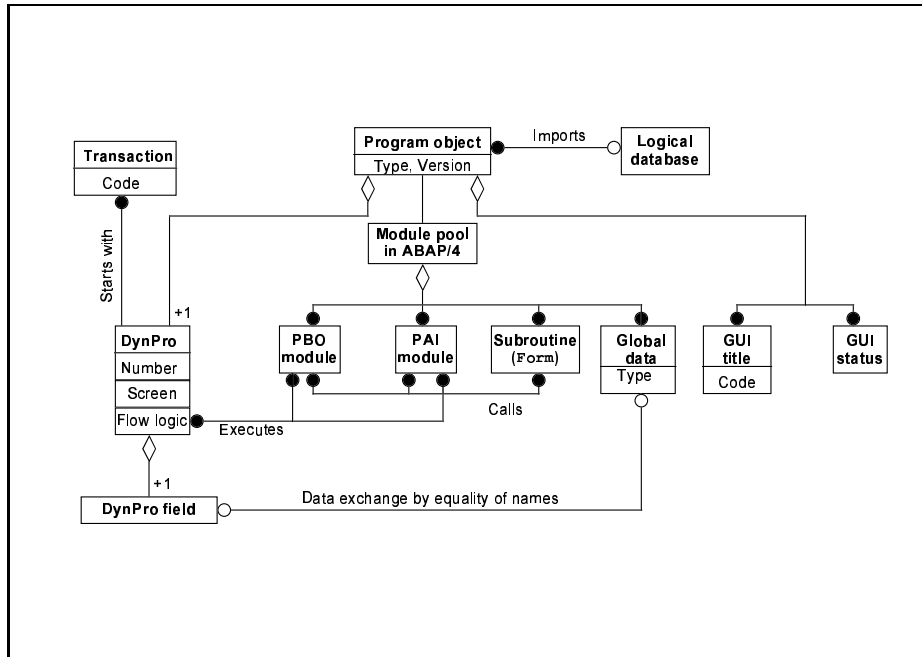 Program object
Type, Version
Imports
Logical
database
Transaction
Code
Module pool
in ABAP/4
Starts with
+1
DynPro
Number
Screen
Flow logic
PBO
module
PAI
module
Subroutine
(Form)
Global
data
Type
GUI
title
Code
GUI
status
Calls
Executes
+1
Data exchange by equality of names
DynPro field